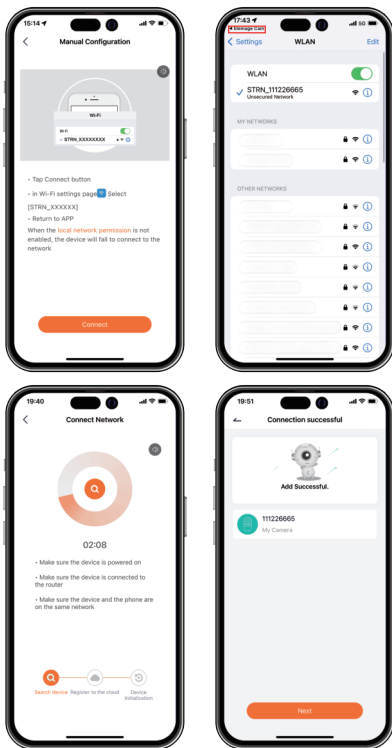 15:14
Manual Configuration
Wi-Fi
Wi-Fi
STRN_XXXXXXXX
- Tap Connect button
- in Wi-Fi settings page Select
[STRN_XXXXXX]
- Return to APP
When the local network permission is not
enabled, the device will fail to connect to the
network
Connect
17:43
50
Settings
WLAN
Edit
WLAN
STRN_111226665
Unsecured Network
MY NETWORKS
OTHER NETWORKS
19:40
Connect Network
02:08
- Make sure the device is powered on
- Make sure the device is connected to
the router
- Make sure the device and the phone are
on the same network
Search device
Register to the cloud
Device
initialization
19:51
Connection successful
Add Successful.
111226665
My Camera
Next